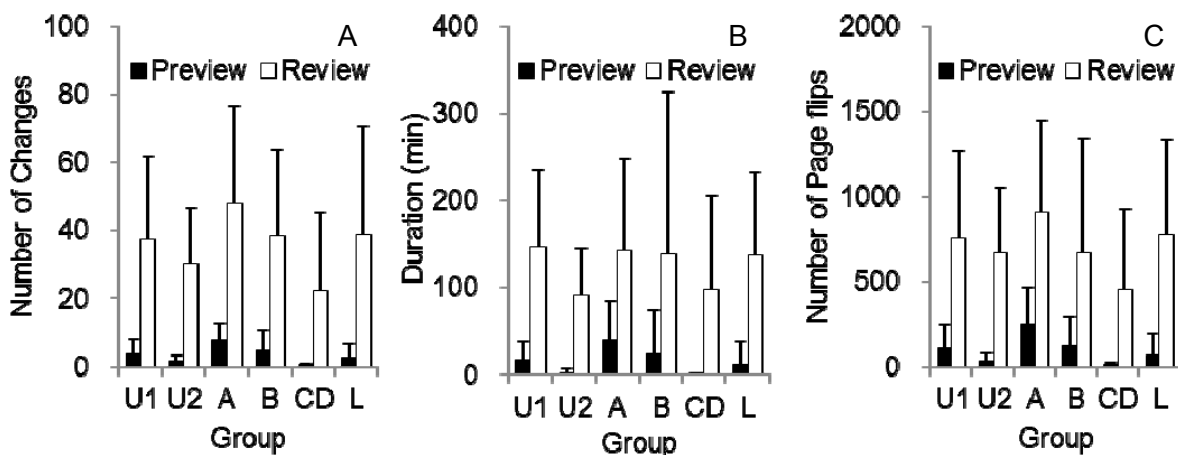 A
Number of Changes
100
80
60
40
20
0
Preview Review
U1 U2 A B CD L
Group
B
Duration (min)
400
300
200
100
0
Preview Review
U1 U2 A B CD L
Group
C
Number of Page flips
2000
1500
1000
500
0
Preview Review
U1 U2 A B CD L
Group